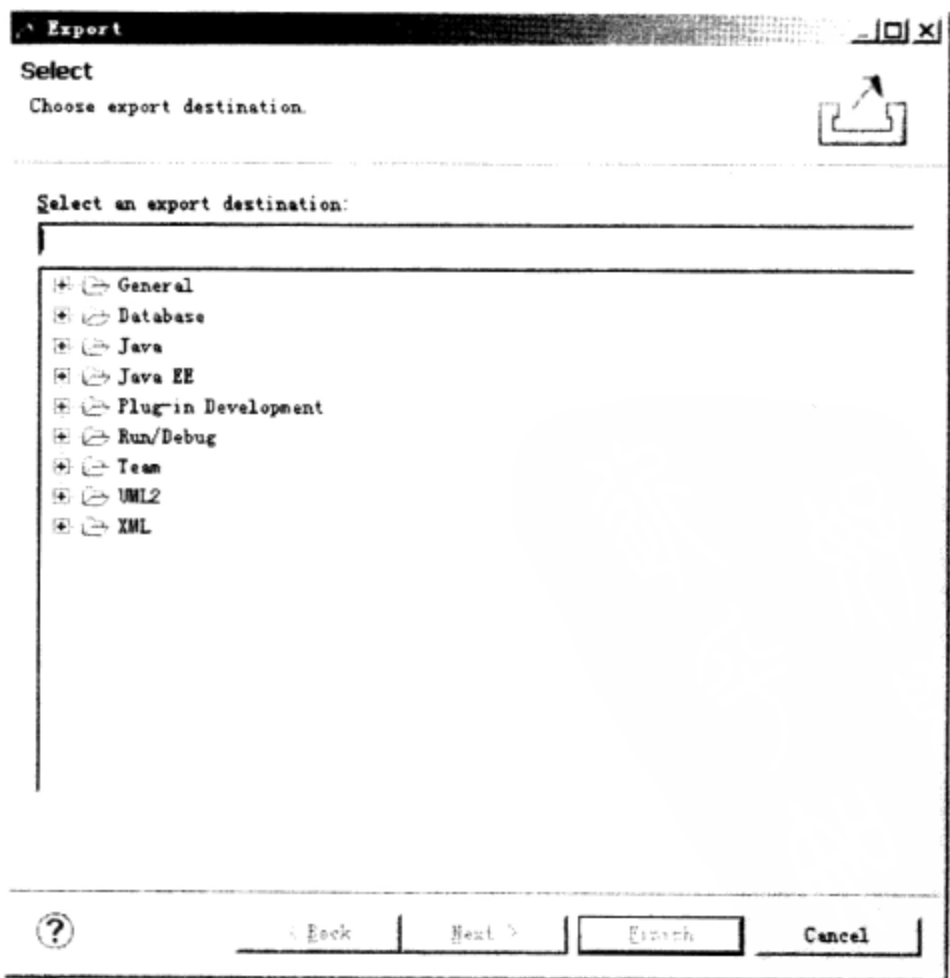 Export
Select
Choose export destination.
Select an export destination:
General
Database
Java
Java EE
Plug-in Development
Run/Debug
Team
UML2
XML
?
< Back Next > Finish Cancel